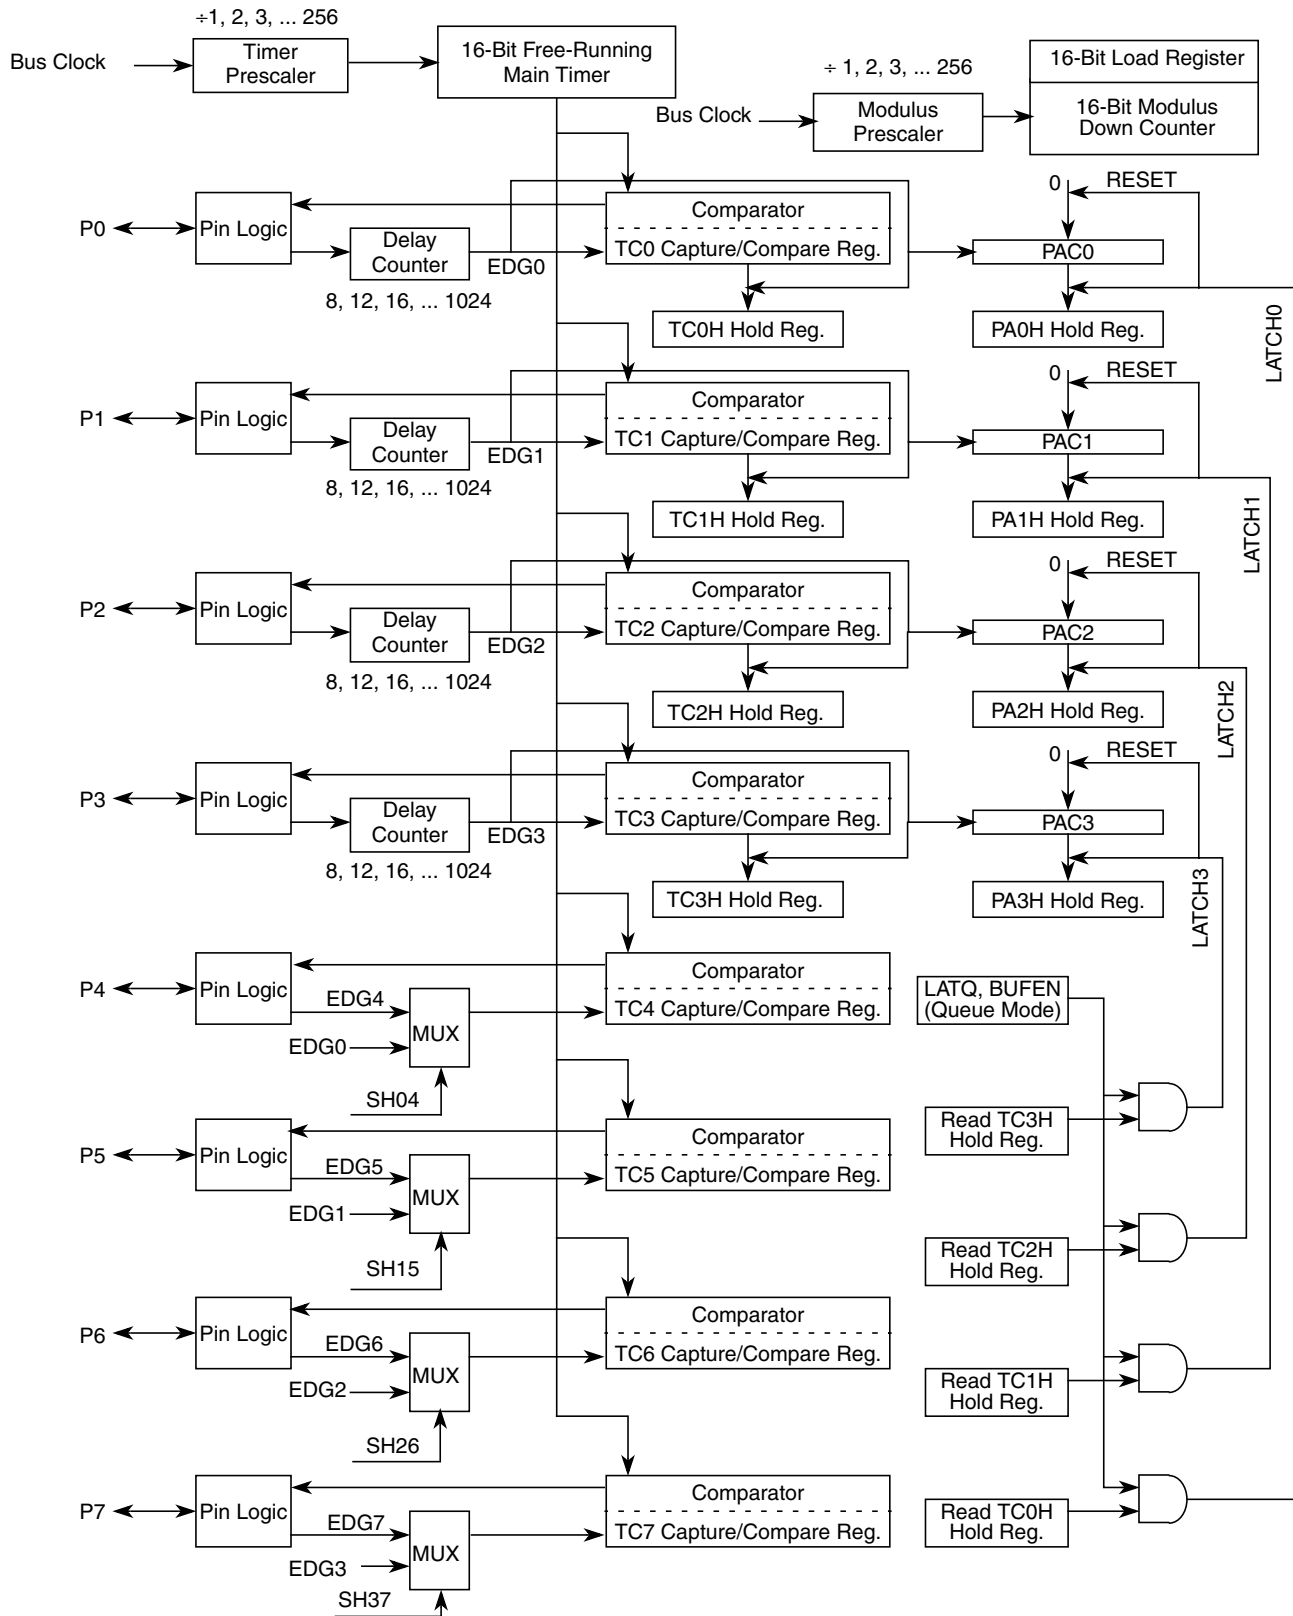 ÷1, 2, 3, ... 256
Bus Clock
Timer
Prescaler
16-Bit Free-Running
Main Timer
÷ 1, 2, 3, ... 256
Bus Clock
Modulus
Prescaler
16-Bit Load Register
16-Bit Modulus
Down Counter
P0
Pin Logic
Delay
Counter
8, 12, 16, ... 1024
EDG0
Comparator
TC0 Capture/Compare Reg.
TC0H Hold Reg.
0
RESET
PAC0
PA0H Hold Reg.
LATCH0
P1
Pin Logic
Delay
Counter
8, 12, 16, ... 1024
EDG1
Comparator
TC1 Capture/Compare Reg.
TC1H Hold Reg.
0
RESET
PAC1
PA1H Hold Reg.
LATCH1
P2
Pin Logic
Delay
Counter
8, 12, 16, ... 1024
EDG2
Comparator
TC2 Capture/Compare Reg.
TC2H Hold Reg.
0
RESET
PAC2
PA2H Hold Reg.
LATCH2
P3
Pin Logic
Delay
Counter
8, 12, 16, ... 1024
EDG3
Comparator
TC3 Capture/Compare Reg.
TC3H Hold Reg.
0
RESET
PAC3
PA3H Hold Reg.
LATCH3
P4
Pin Logic
EDG4
EDG0
MUX
SH04
Comparator
TC4 Capture/Compare Reg.
LATQ, BUFEN
(Queue Mode)
Read TC3H
Hold Reg.
P5
Pin Logic
EDG5
EDG1
MUX
SH15
Comparator
TC5 Capture/Compare Reg.
Read TC2H
Hold Reg.
P6
Pin Logic
EDG6
EDG2
MUX
SH26
Comparator
TC6 Capture/Compare Reg.
Read TC1H
Hold Reg.
P7
Pin Logic
EDG7
EDG3
MUX
SH37
Comparator
TC7 Capture/Compare Reg.
Read TC0H
Hold Reg.